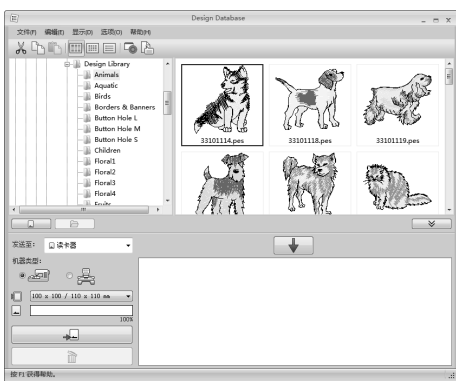 Design Database
文件(F) 编辑(E) 显示(D) 选项(O) 帮助(H)
Design Library
Animals
Aquatic
Birds
Borders & Banners
Button Hole L
Button Hole M
Button Hole S
Children
Floral1
Floral2
Floral3
Floral4
Fruits
33101114.pes 33101118.pes 33101119.pes
发送至: 读卡器
机器类型:
100 x 100 / 110 x 110 mm
100%
按 F1 获得帮助。